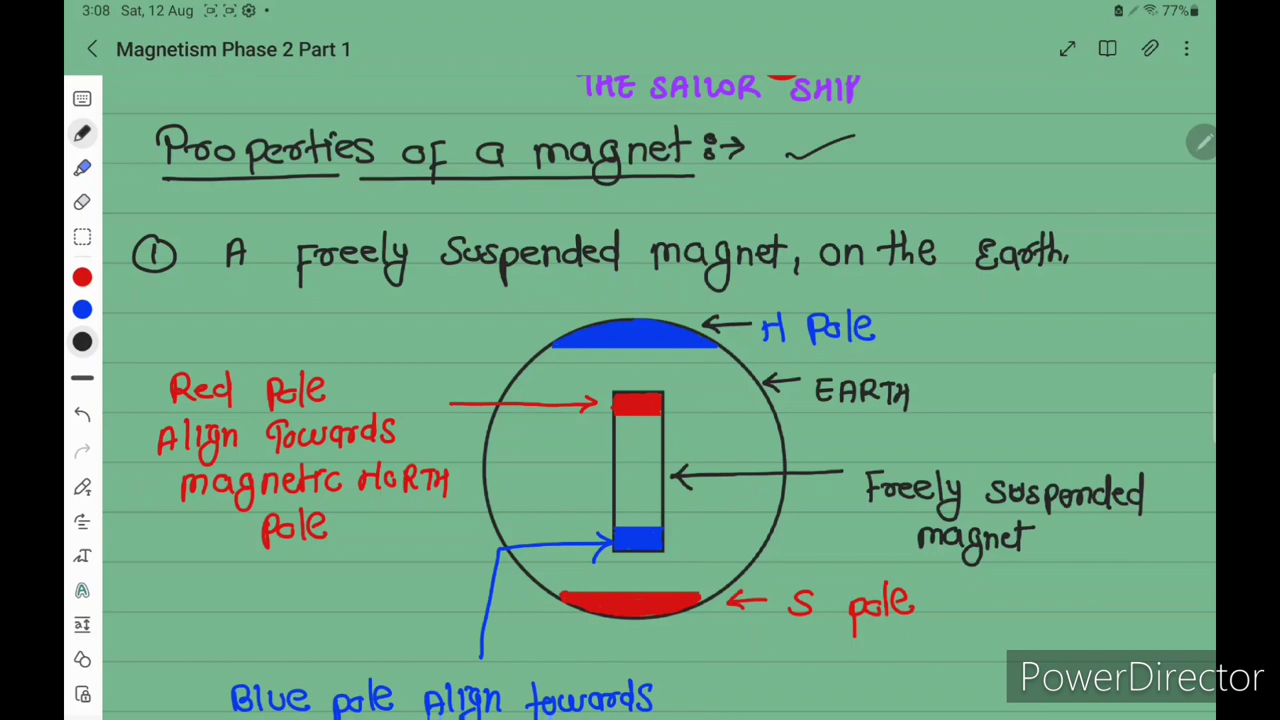 3:08 Sat, 12 Aug 77%
Magnetism Phase 2 Part 1
THE SAILOR SHIP
Properties of a magnet :→
① A Freely suspended magnet, on the Earth,
N Pole
EARTH
Red Pole
Align Towards
magnetic NORTH
Pole
Freely suspended
magnet
S pole
Blue pole Align towards
PowerDirector